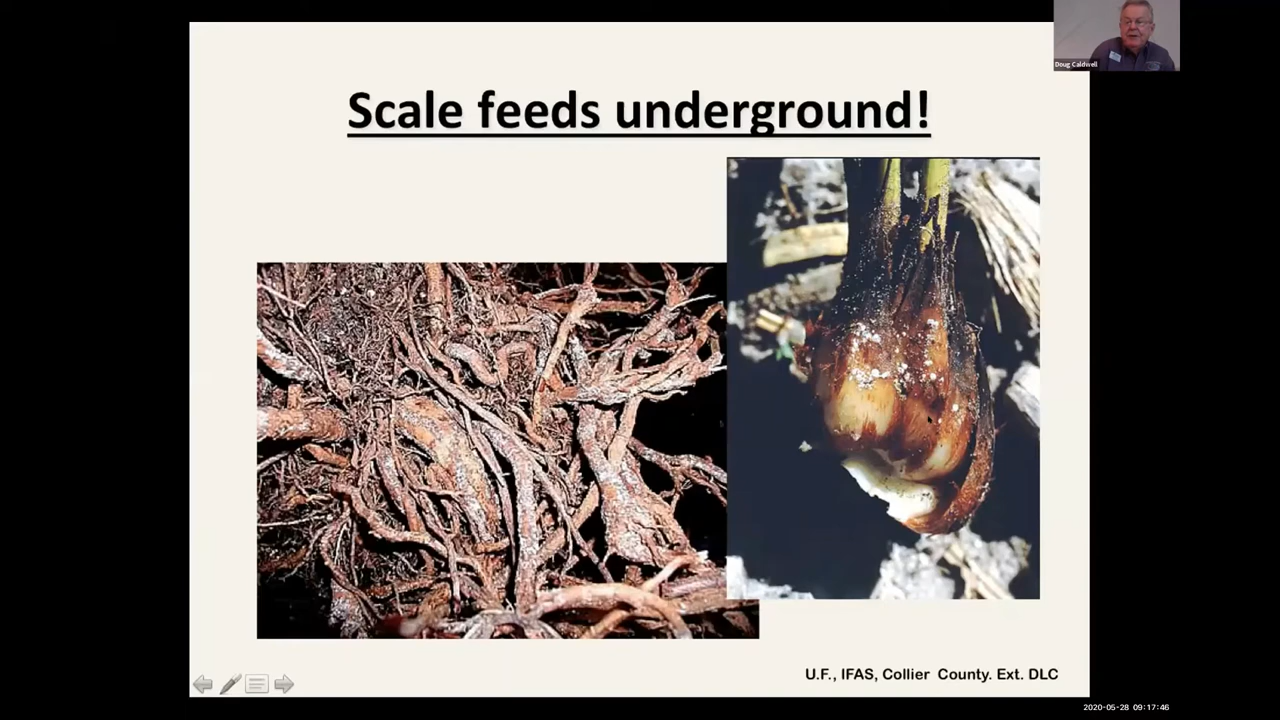 Doug Caldwell
Scale feeds underground!
U.F., IFAS, Collier County. Ext. DLC
2020-05-28 09:17:46